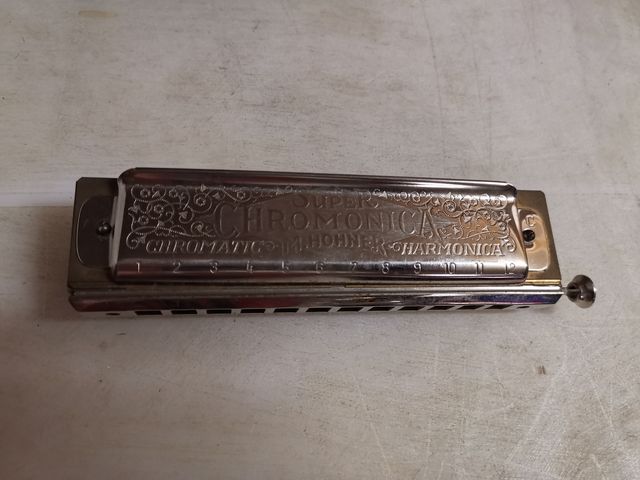 SUPER
CHROMONICA
CHROMATIC M. HOHNER HARMONICA
1 2 3 4 5 6 7 8 9 10 11 12
C